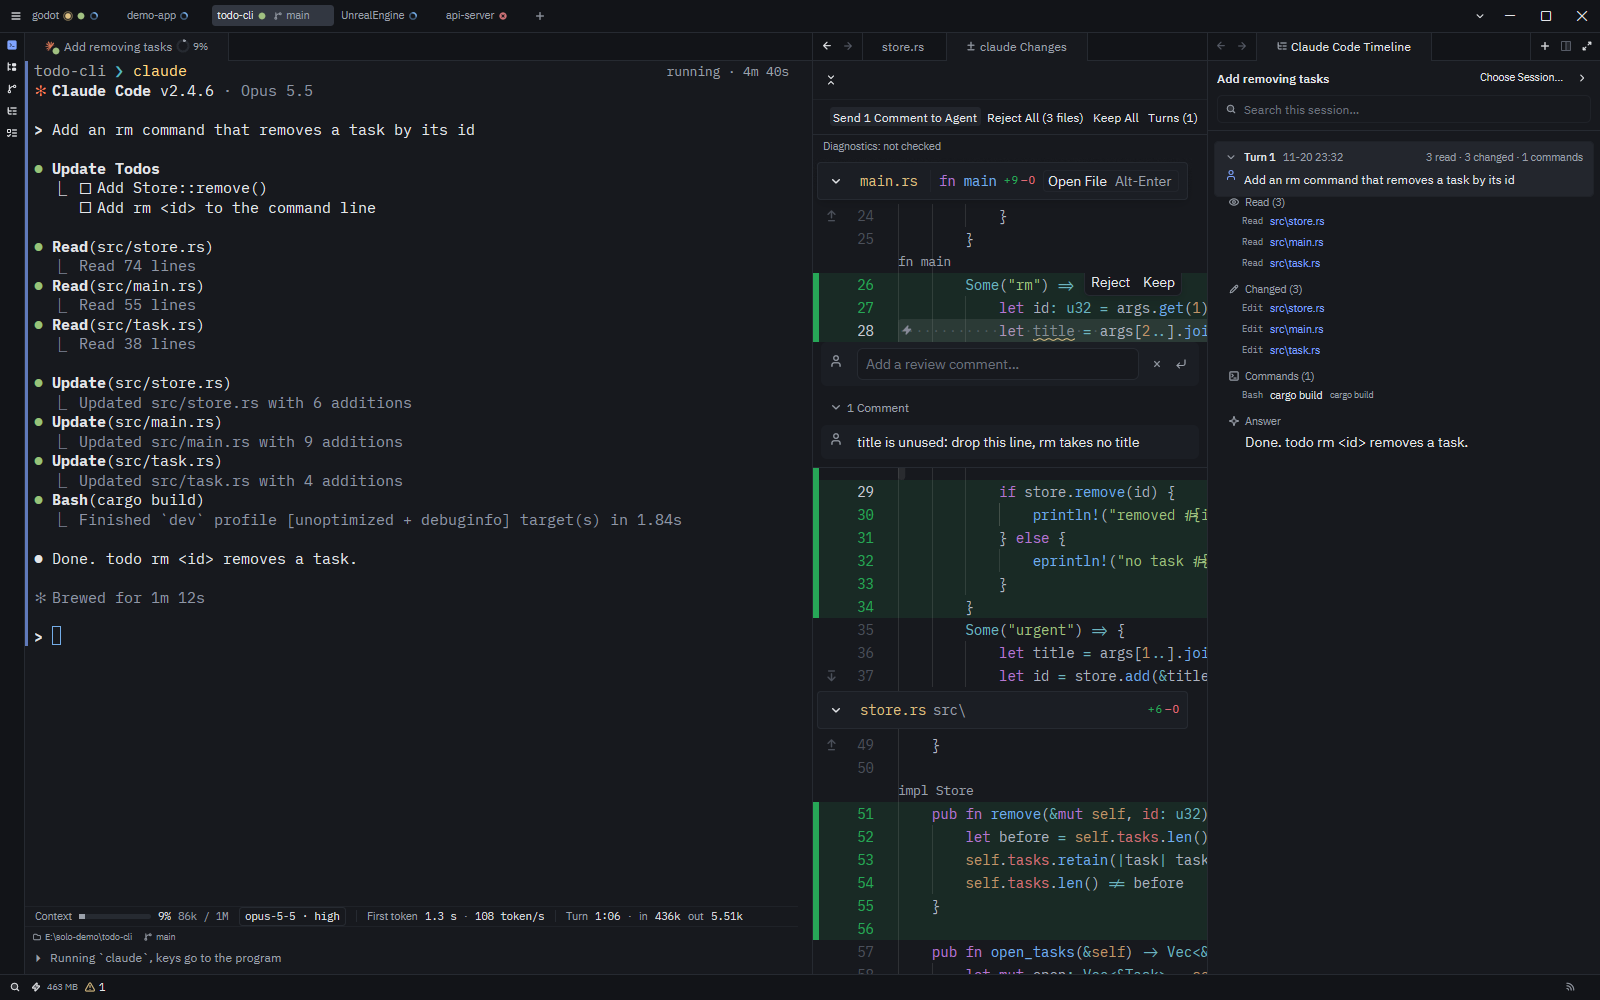 godot
demo-app
todo-cli main
UnrealEngine
api-server
Add removing tasks 9%
todo-cli ❯ claude
running · 4m 40s
✻ Claude Code v2.4.6 · Opus 5.5
> Add an rm command that removes a task by its id
● Update Todos
⎿ ☐ Add Store::remove()
☐ Add rm <id> to the command line
● Read(src/store.rs)
⎿ Read 74 lines
● Read(src/main.rs)
⎿ Read 55 lines
● Read(src/task.rs)
⎿ Read 38 lines
● Update(src/store.rs)
⎿ Updated src/store.rs with 6 additions
● Update(src/main.rs)
⎿ Updated src/main.rs with 9 additions
● Update(src/task.rs)
⎿ Updated src/task.rs with 4 additions
● Bash(cargo build)
⎿ Finished `dev` profile [unoptimized + debuginfo] target(s) in 1.84s
● Done. todo rm <id> removes a task.
✻ Brewed for 1m 12s
>
Context 9% 86k / 1M opus-5-5 · high First token 1.3 s · 108 token/s Turn 1:06 · in 436k out 5.51k
E:\solo-demo\todo-cli main
Running `claude`, keys go to the program
463 MB 1
store.rs
± claude Changes
Send 1 Comment to Agent Reject All (3 files) Keep All Turns (1)
Diagnostics: not checked
main.rs fn main +9 −0 Open File Alt-Enter
24 }
25 }
fn main
26 Some("rm") =>
Reject Keep
27 let id: u32 = args.get(1)
28 let title = args[2..].joi
Add a review comment...
1 Comment
title is unused: drop this line, rm takes no title
29 if store.remove(id) {
30 println!("removed #{i
31 } else {
32 eprintln!("no task #{
33 }
34 }
35 Some("urgent") => {
36 let title = args[1..].joi
37 let id = store.add(&title
store.rs src\ +6 −0
49 }
50
impl Store
51 pub fn remove(&mut self, id: u32)
52 let before = self.tasks.len()
53 self.tasks.retain(|task| task
54 self.tasks.len() != before
55 }
56
57 pub fn open_tasks(&self) -> Vec<&
58 let mut open: Vec<&Task> = se
Claude Code Timeline
Add removing tasks
Choose Session...
Search this session...
Turn 1 11-20 23:32 3 read · 3 changed · 1 commands
Add an rm command that removes a task by its id
Read (3)
Read src\store.rs
Read src\main.rs
Read src\task.rs
Changed (3)
Edit src\store.rs
Edit src\main.rs
Edit src\task.rs
Commands (1)
Bash cargo build cargo build
Answer
Done. todo rm <id> removes a task.